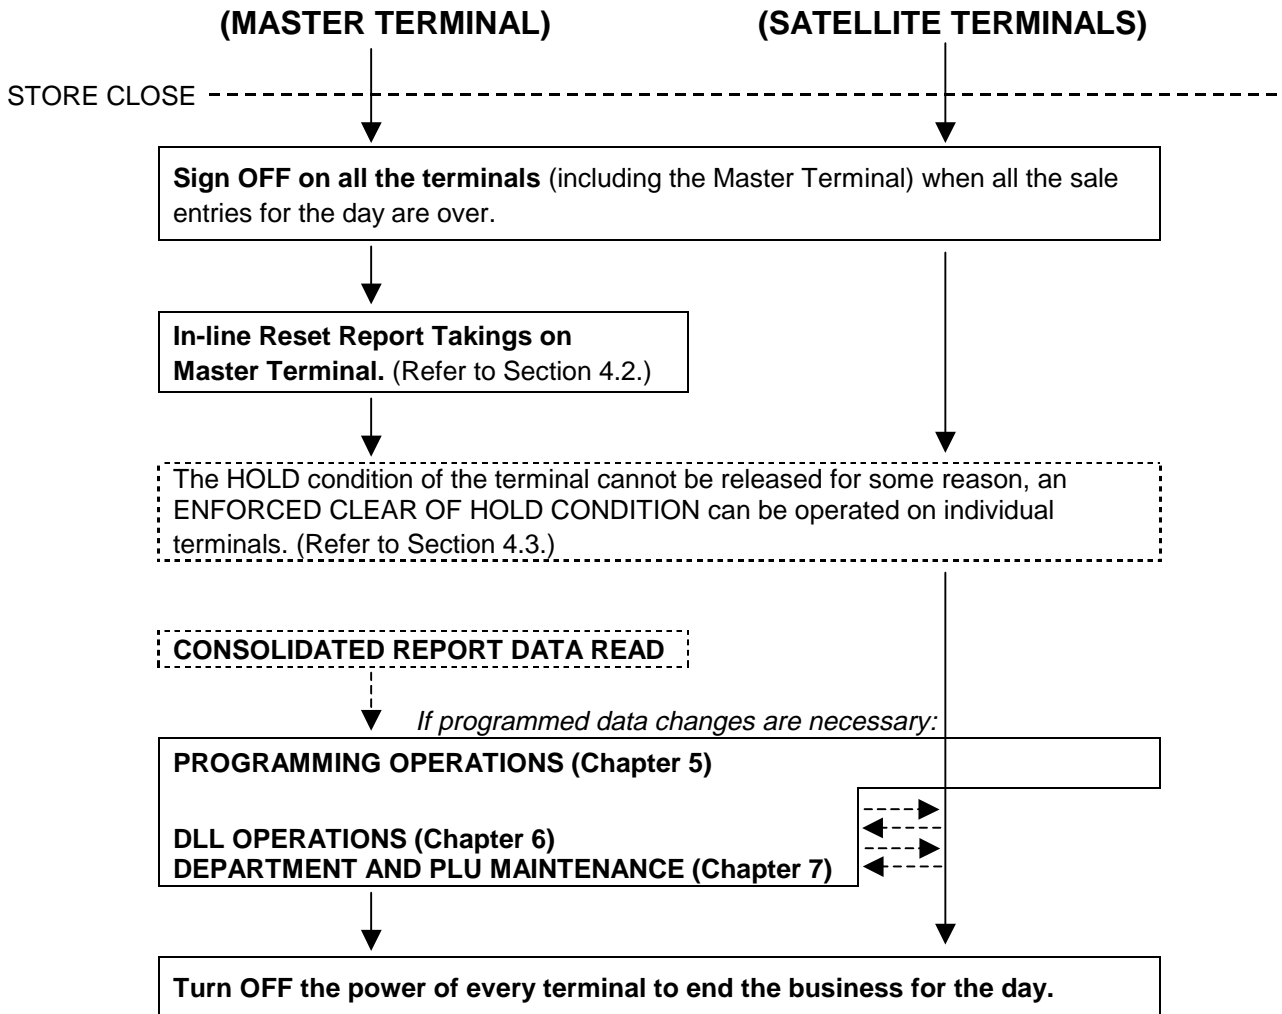 (MASTER TERMINAL) (SATELLITE TERMINALS)
STORE CLOSE
Sign OFF on all the terminals (including the Master Terminal) when all the sale
entries for the day are over.
In-line Reset Report Takings on
Master Terminal. (Refer to Section 4.2.)
The HOLD condition of the terminal cannot be released for some reason, an
ENFORCED CLEAR OF HOLD CONDITION can be operated on individual
terminals. (Refer to Section 4.3.)
CONSOLIDATED REPORT DATA READ
If programmed data changes are necessary:
PROGRAMMING OPERATIONS (Chapter 5)
DLL OPERATIONS (Chapter 6)
DEPARTMENT AND PLU MAINTENANCE (Chapter 7)
Turn OFF the power of every terminal to end the business for the day.